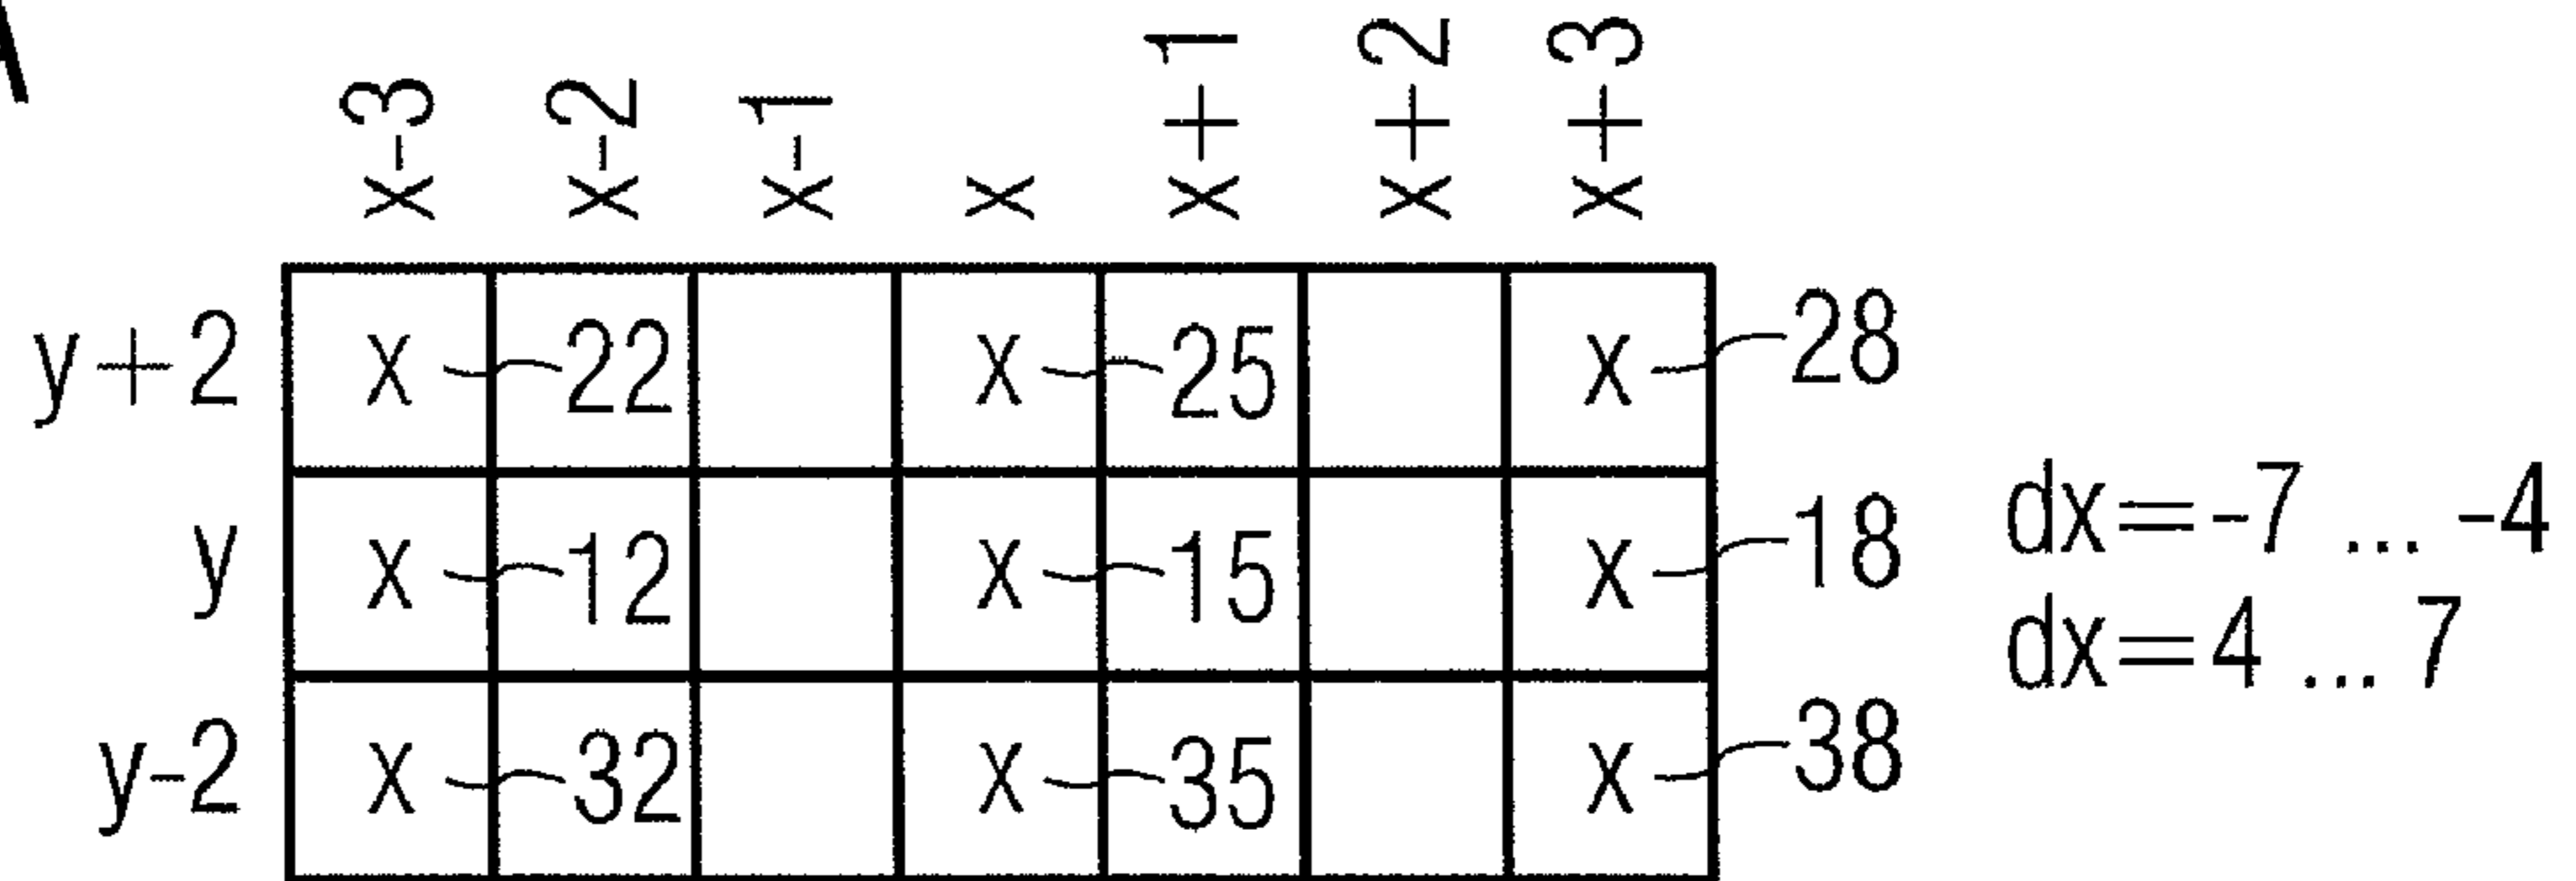 x-3 x-2 x-1 x x+1 x+2 x+3
y+2 x 22 x 25 x 28
y x 12 x 15 x 18
y-2 x 32 x 35 x 38
dx=-7 ... -4
dx=4 ... 7